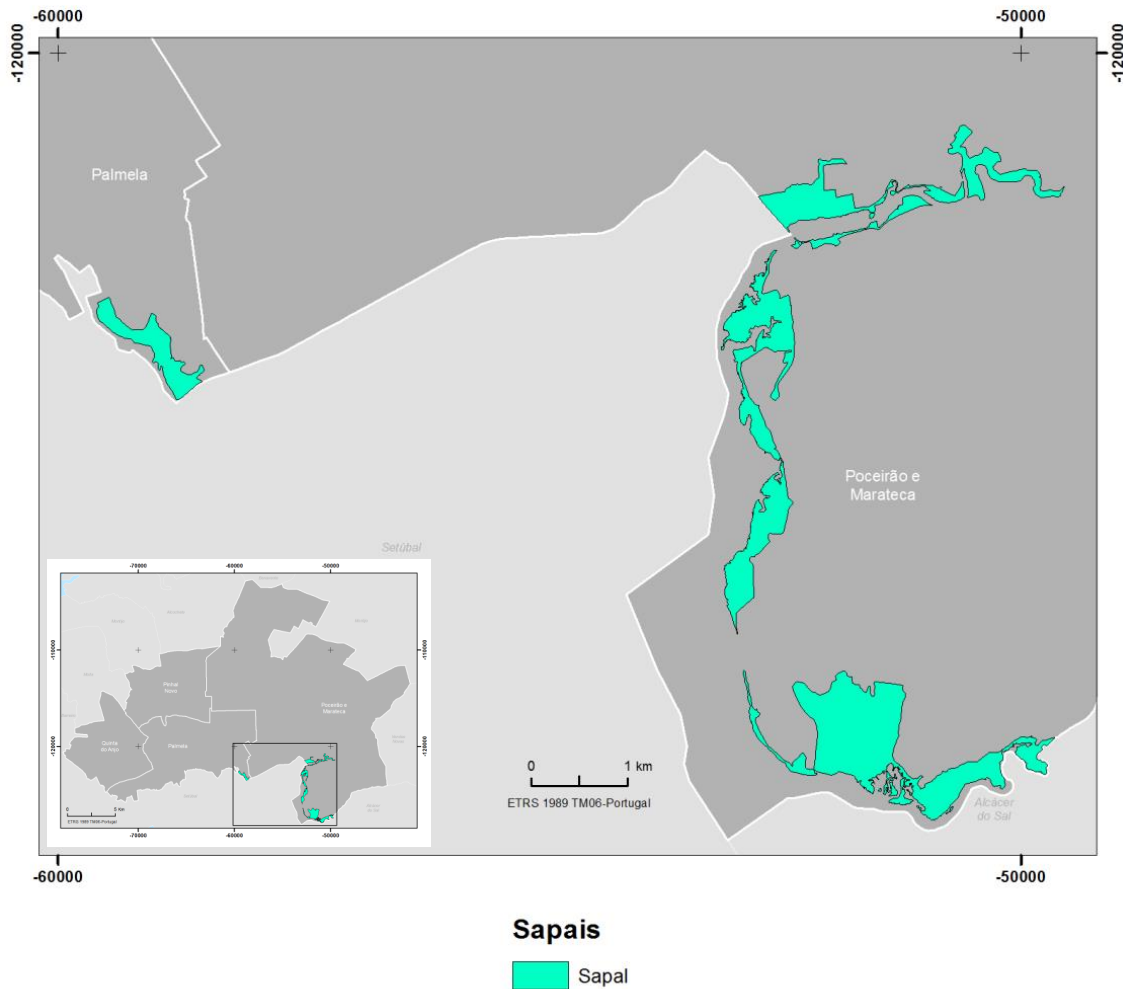 -60000
-50000
-120000
-120000
Palmela
Poceirão e
Marateca
Setúbal
-70000
-60000
-50000
-110000
-110000
Pinhal
Novo
Poceirão e
Marateca
Quinta
do Anjo
Palmela
-120000
-120000
0
5 Km
ETRS 1989 TM06-Portugal
-70000
-60000
-50000
0
1 km
ETRS 1989 TM06-Portugal
Alcácer
do Sal
-60000
-50000
Sapais
Sapal